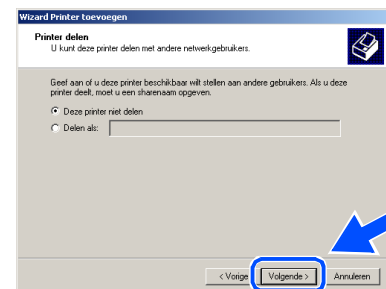 Wizard Printer toevoegen
Printer delen
U kunt deze printer delen met andere netwerkgebruikers.
Geef aan of u deze printer beschikbaar wilt stellen aan andere gebruikers. Als u deze
printer deelt, moet u een sharenaam opgeven.
Deze printer niet delen
Delen als:
< Vorige
Volgende >
Annuleren